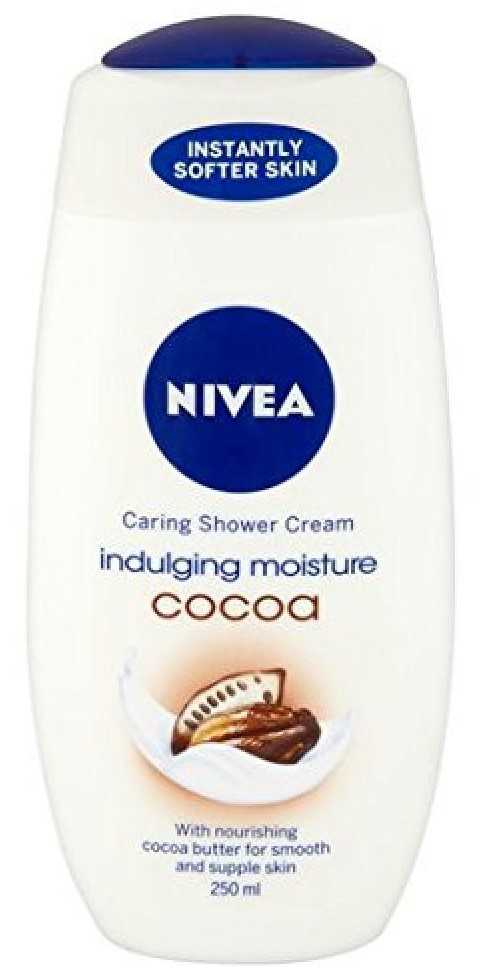 INSTANTLY
SOFTER SKIN
NIVEA
Caring Shower Cream
indulging moisture
cocoa
With nourishing
cocoa butter for smooth
and supple skin
250 ml